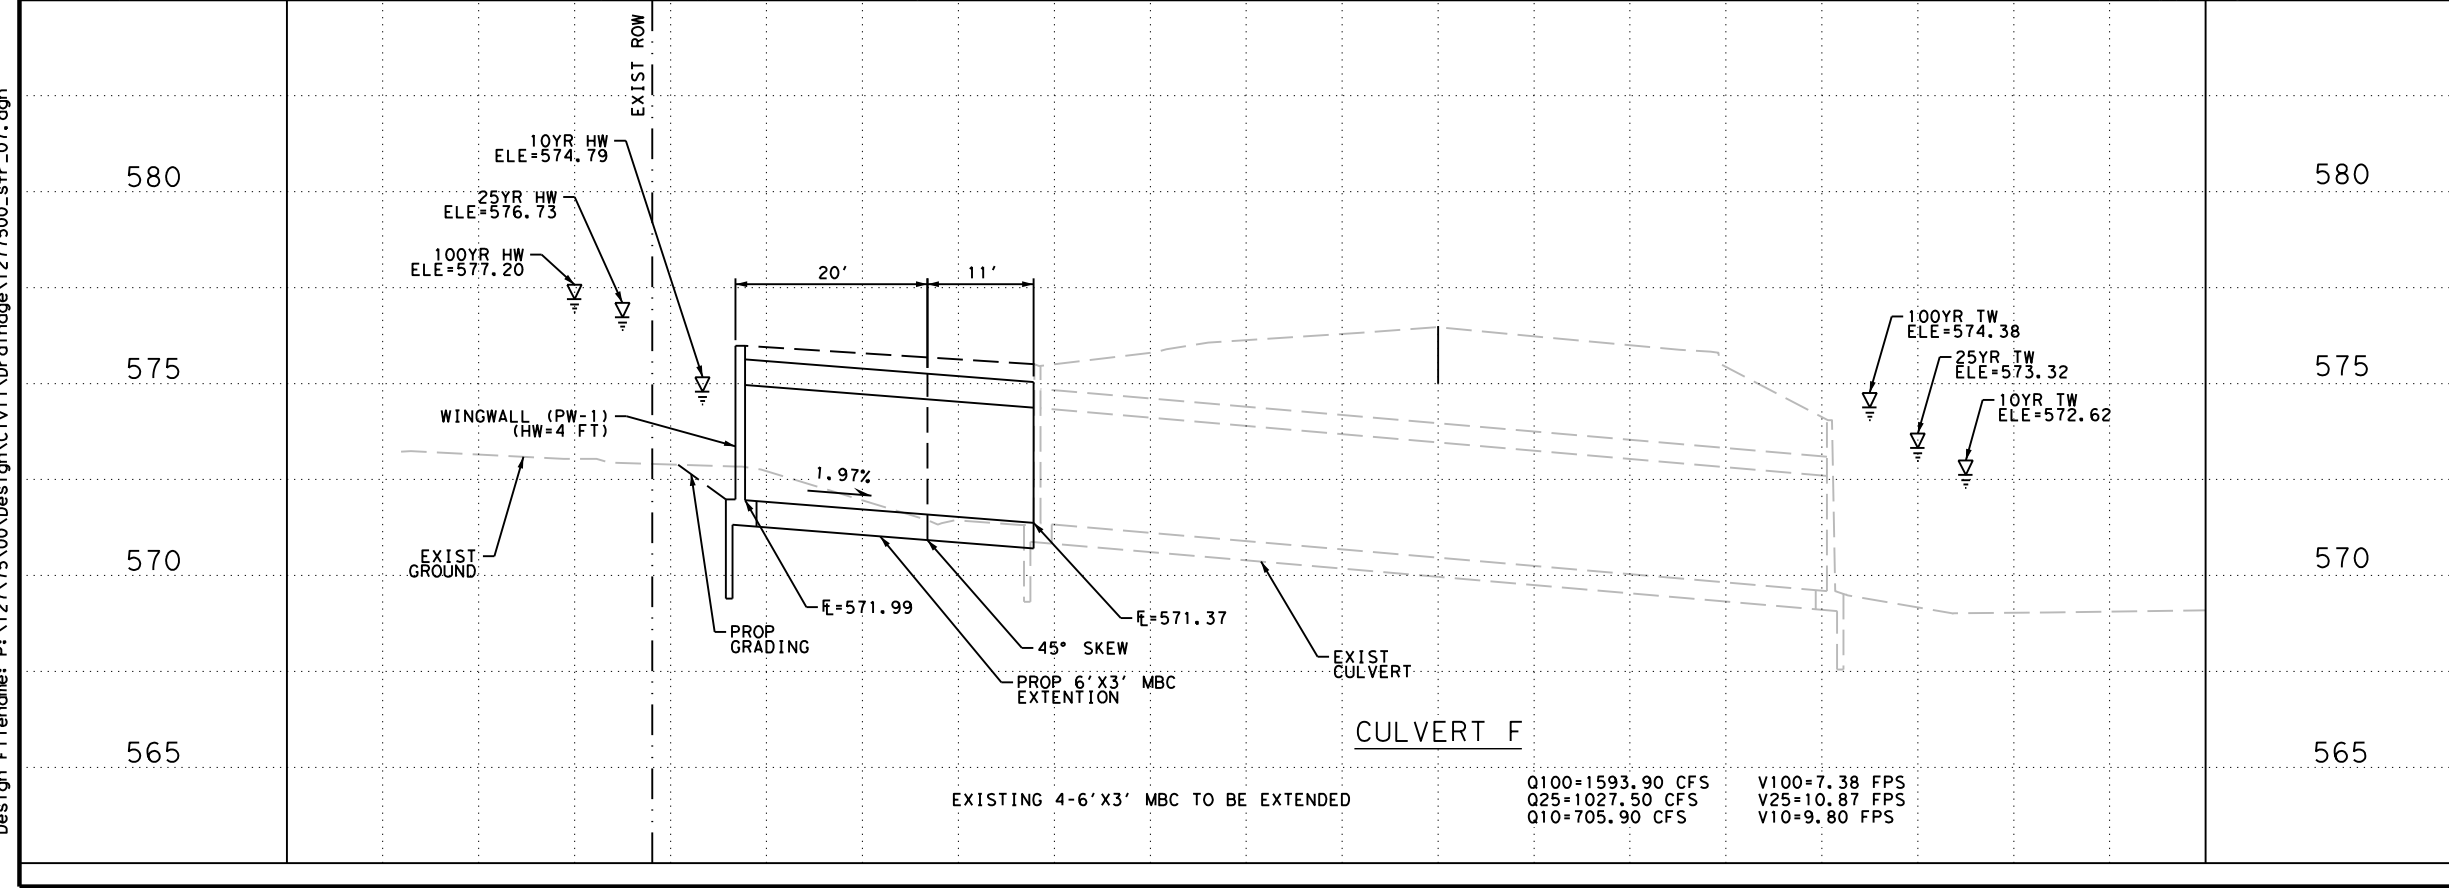 EXIST ROW
10YR HW
ELE=574.79
580
580
25YR HW
ELE=576.73
100YR HW
ELE=577.20
20'
11'
100YR TW
ELE=574.38
575
575
25YR TW
ELE=573.32
10YR TW
ELE=572.62
WINGWALL (PW-1)
(HW=4 FT)
1.97%
EXIST
GROUND
570
570
FL=571.99
FL=571.37
PROP
GRADING
45° SKEW
EXIST
CULVERT
PROP 6'X3' MBC
EXTENTION
CULVERT F
565
565
EXISTING 4-6'X3' MBC TO BE EXTENDED
Q100=1593.90 CFS
V100=7.38 FPS
Q25=1027.50 CFS
V25=10.87 FPS
Q10=705.90 CFS
V10=9.80 FPS